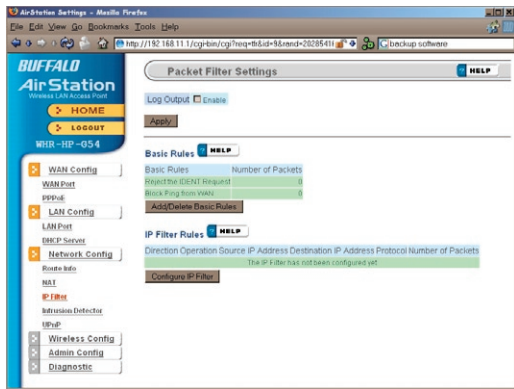 AirStation Settings - Mozilla Firefox
File Edit View Go Bookmarks Tools Help
http://192.168.11.1/cgi-bin/cgi?req=tfr&id=9&rand=2028541
backup software
BUFFALO
AirStation
Wireless LAN Access Point
HOME
LOGOUT
WHR-HP-G54
WAN Config
WAN Port
PPPoE
LAN Config
LAN Port
DHCP Server
Network Config
Route Info
NAT
IP Filter
Intrusion Detector
UPnP
Wireless Config
Admin Config
Diagnostic
Packet Filter Settings
HELP
Log Output Enable
Apply
Basic Rules HELP
Basic Rules Number of Packets
Reject the IDENT Request 0
Block Ping from WAN 0
Add/Delete Basic Rules
IP Filter Rules HELP
Direction Operation Source IP Address Destination IP Address Protocol Number of Packets
The IP Filter has not been configured yet
Configure IP Filter